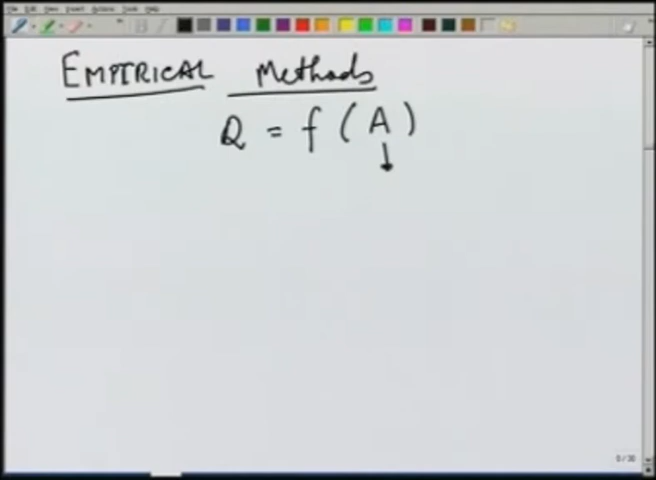 EMPIRICAL Methods
Q = f (A)